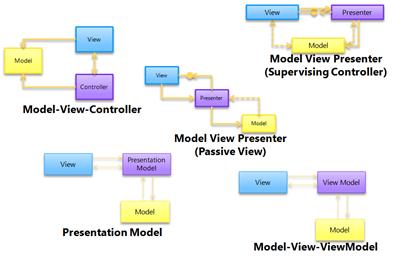 View
Model
Controller
Model-View-Controller
View
Presenter
Model
Model View Presenter
(Supervising Controller)
View
Presenter
Model
Model View Presenter
(Passive View)
View
Presentation
Model
Model
Presentation Model
View
View Model
Model
Model-View-ViewModel